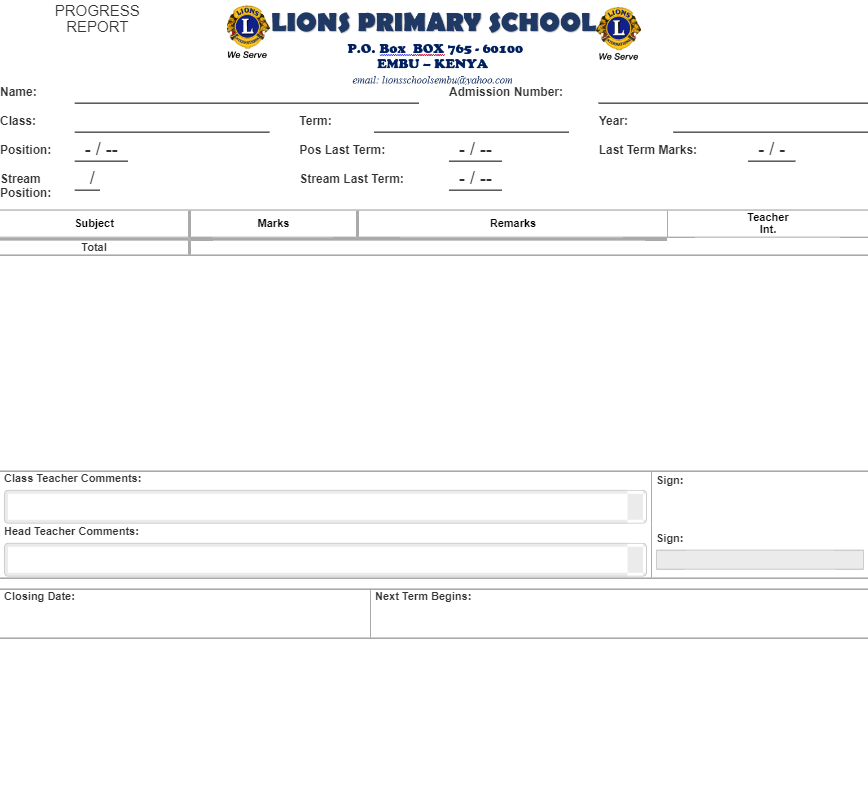 PROGRESS
REPORT
LIONS PRIMARY SCHOOL
LIONS
L
INTERNATIONAL
We Serve
LIONS
L
INTERNATIONAL
We Serve
P.O. Box BOX 765 - 60100
EMBU – KENYA
email: lionsschoolsembu@yahoo.com
Name: Admission Number:
Class: Term: Year:
Position: - / -- Pos Last Term: - / -- Last Term Marks: - / -
Stream Position: / Stream Last Term: - / --
Subject Marks Remarks Teacher Int.
Total
Class Teacher Comments: Sign:
Head Teacher Comments: Sign:
Closing Date: Next Term Begins: